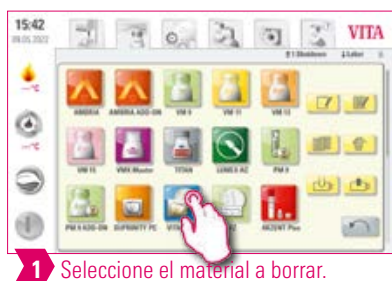 15:42
09.05.2022
VITA
-- °C
AMBRIA
AMBRIA ADD-ON
VM 9
VM 11
VM 13
-- °C
VM 15
VMK Master
TITAN
LUMEX AC
PM 9
PM 9 ADD-ON
SUPRINITY PC
AKZENT Plus
1 Seleccione el material a borrar.